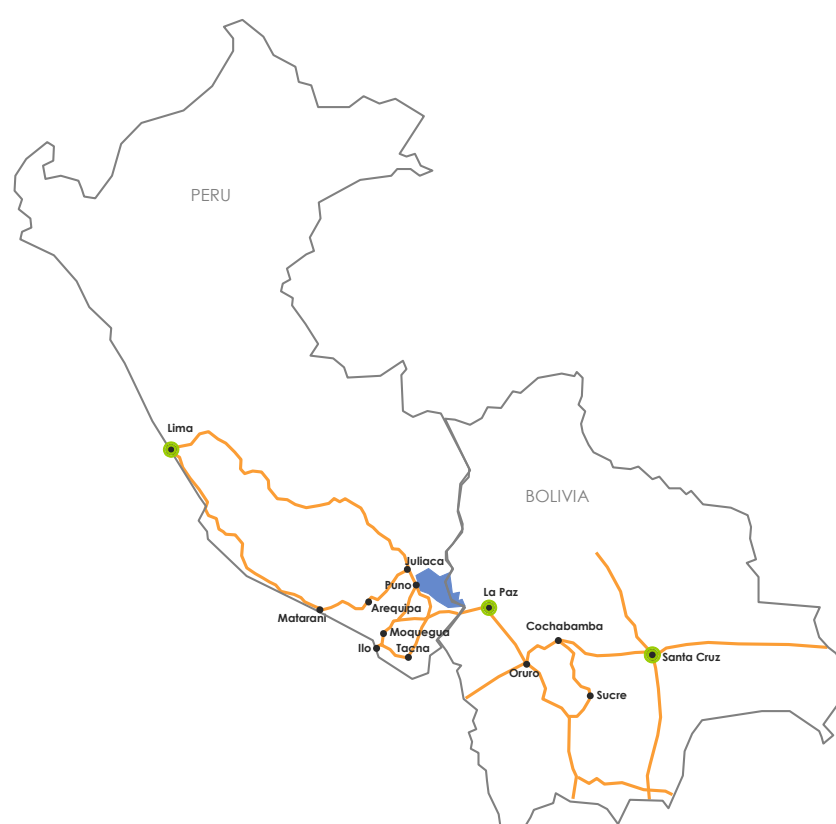 PERU
Lima
BOLIVIA
Juliaca
Puno
La Paz
Arequipa
Matarani
Cochabamba
Moquegua
Ilo
Tacna
Santa Cruz
Oruro
Sucre